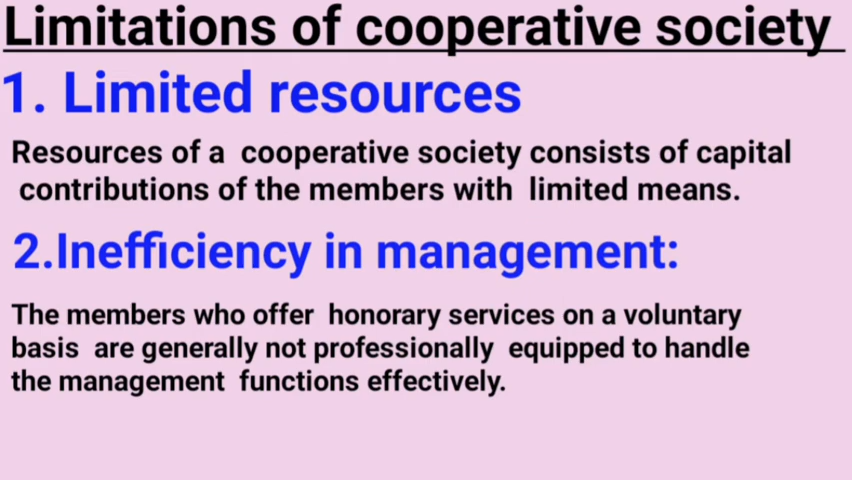 Limitations of cooperative society
1. Limited resources
Resources of a cooperative society consists of capital
contributions of the members with limited means.
2.Inefficiency in management:
The members who offer honorary services on a voluntary
basis are generally not professionally equipped to handle
the management functions effectively.